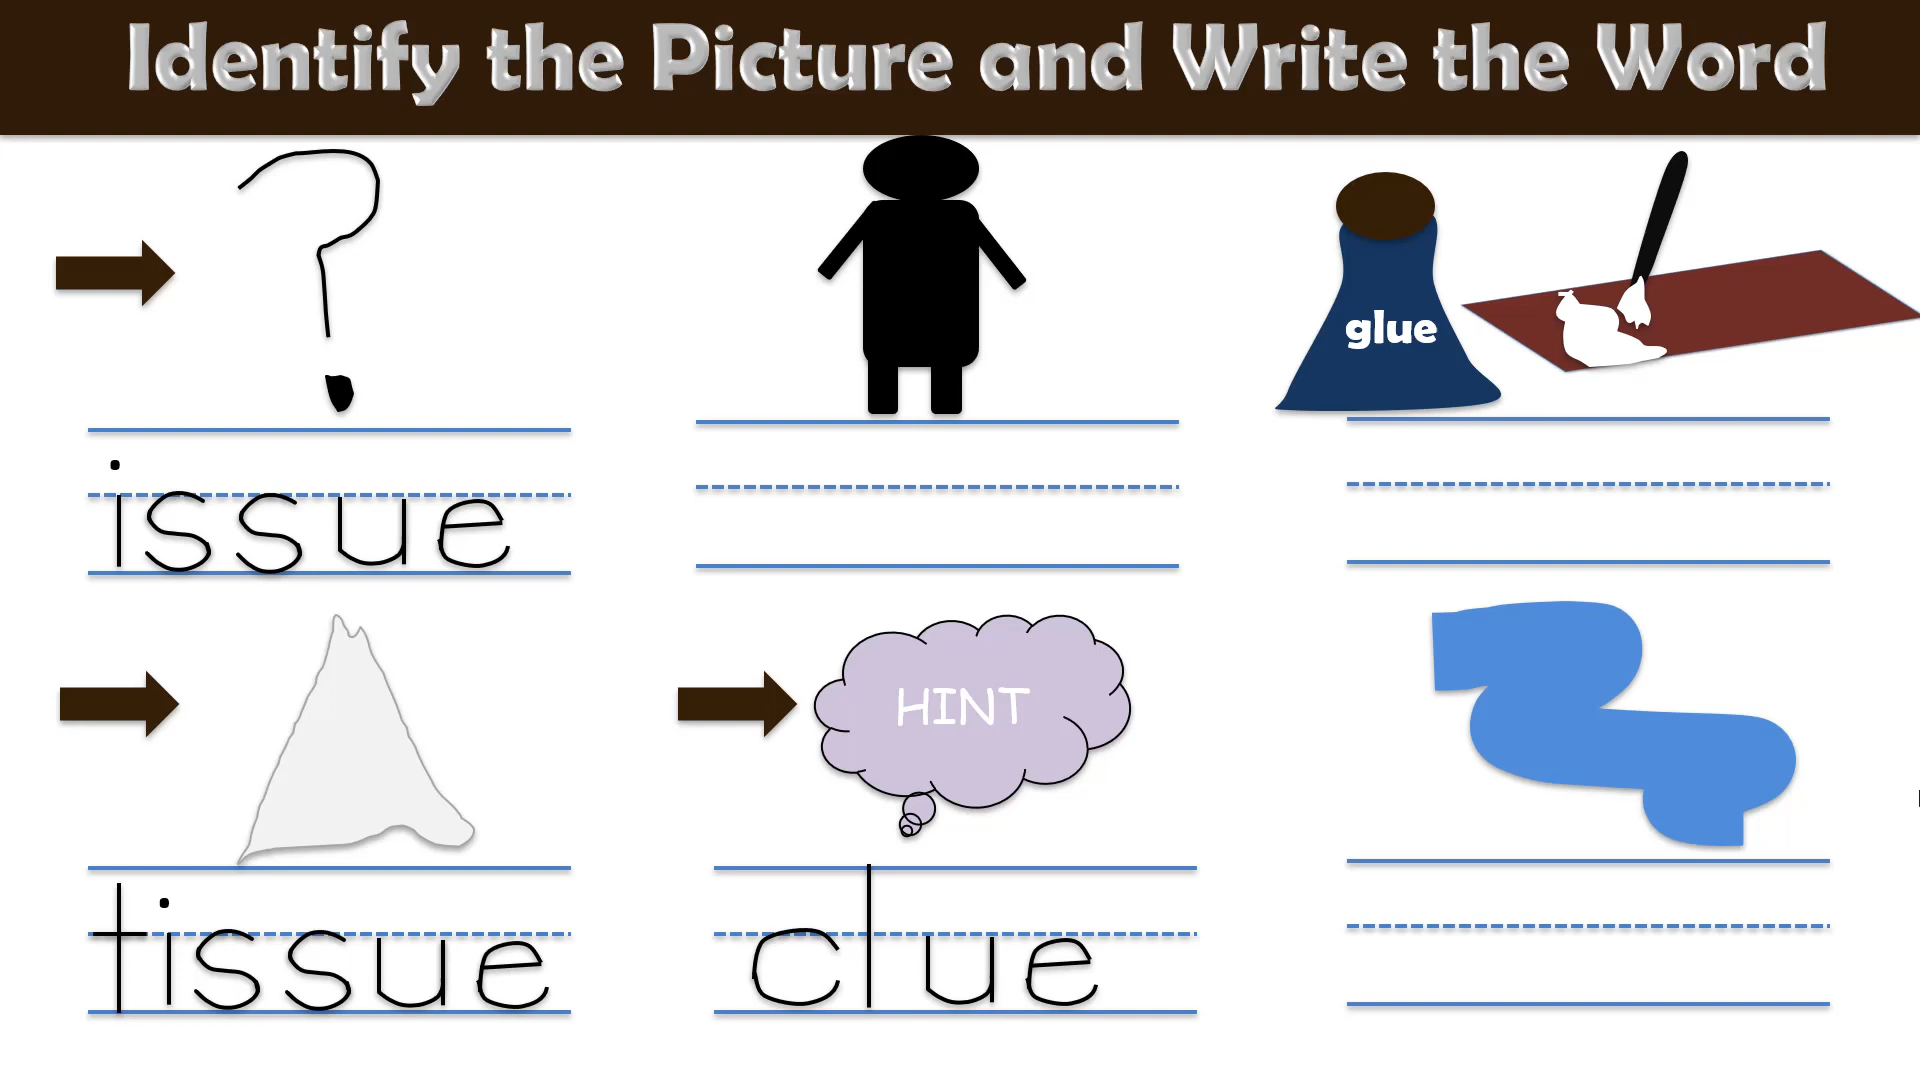 Identify the Picture and Write the Word
?
glue
issue
HINT
tissue
clue